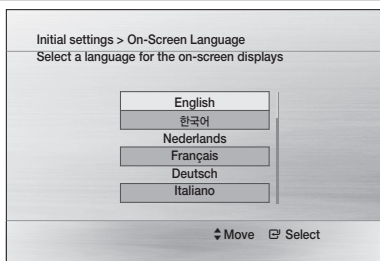 Initial settings > On-Screen Language
Select a language for the on-screen displays
English
한국어
Nederlands
Français
Deutsch
Italiano
Move Select